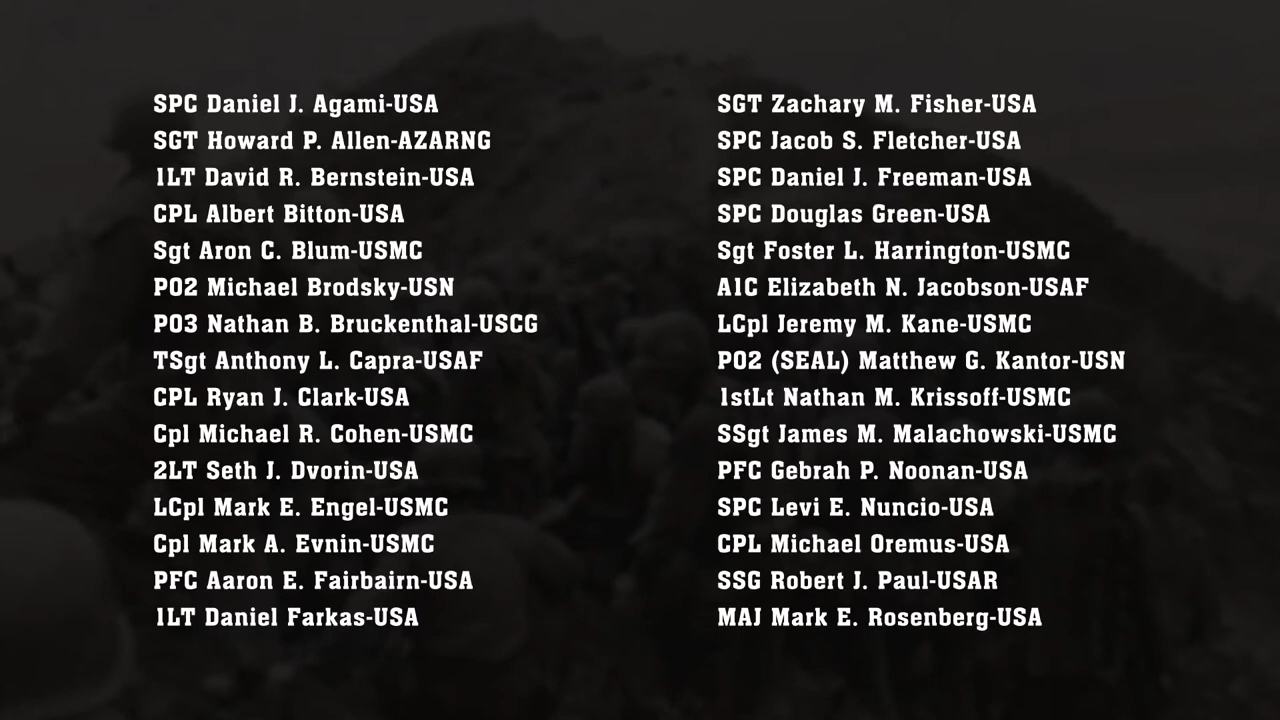 SPC Daniel J. Agami-USA
SGT Howard P. Allen-AZARNG
1LT David R. Bernstein-USA
CPL Albert Bitton-USA
Sgt Aron C. Blum-USMC
PO2 Michael Brodsky-USN
PO3 Nathan B. Bruckenthal-USCG
TSgt Anthony L. Capra-USAF
CPL Ryan J. Clark-USA
Cpl Michael R. Cohen-USMC
2LT Seth J. Dvorin-USA
LCpl Mark E. Engel-USMC
Cpl Mark A. Evnin-USMC
PFC Aaron E. Fairbairn-USA
1LT Daniel Farkas-USA
SGT Zachary M. Fisher-USA
SPC Jacob S. Fletcher-USA
SPC Daniel J. Freeman-USA
SPC Douglas Green-USA
Sgt Foster L. Harrington-USMC
A1C Elizabeth N. Jacobson-USAF
LCpl Jeremy M. Kane-USMC
PO2 (SEAL) Matthew G. Kantor-USN
1stLt Nathan M. Krissoff-USMC
SSgt James M. Malachowski-USMC
PFC Gebrah P. Noonan-USA
SPC Levi E. Nuncio-USA
CPL Michael Oremus-USA
SSG Robert J. Paul-USAR
MAJ Mark E. Rosenberg-USA